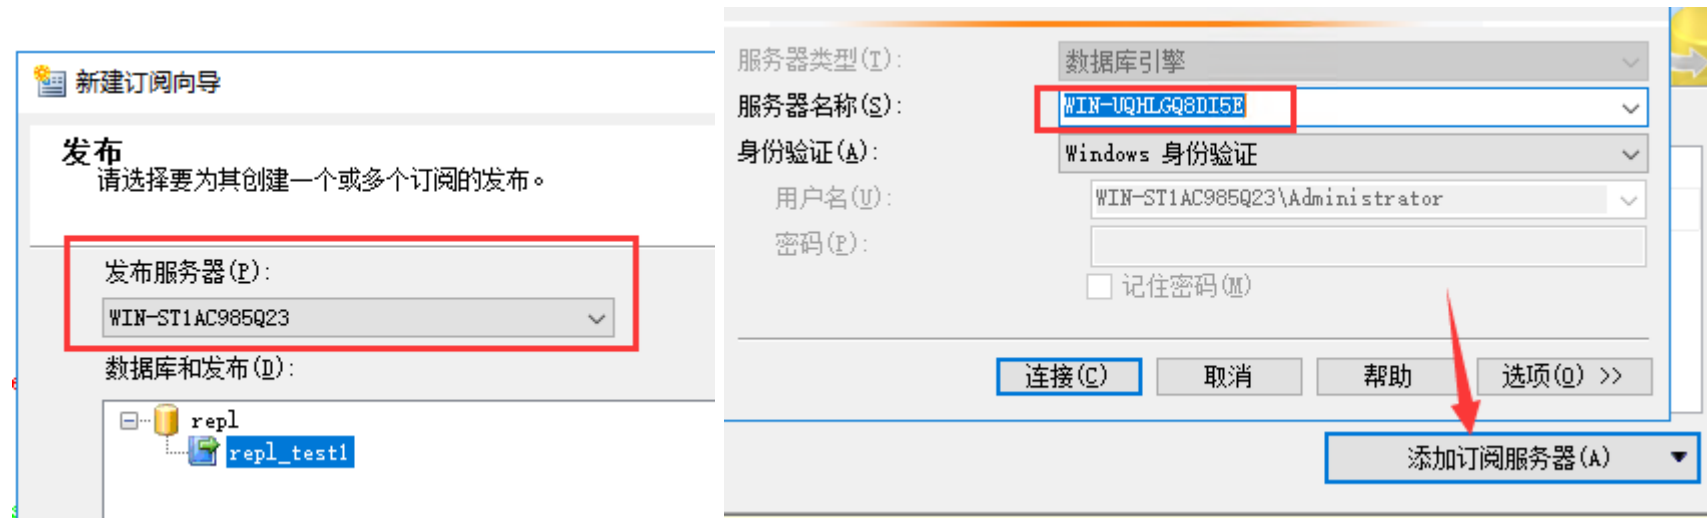 新建订阅向导
发布
请选择要为其创建一个或多个订阅的发布。
发布服务器(P):
WIN-ST1AC985Q23
数据库和发布(D):
repl
repl_test1
服务器类型(T):
数据库引擎
服务器名称(S):
WIN-UQHLGQ8DI5E
身份验证(A):
Windows 身份验证
用户名(U):
WIN-ST1AC985Q23\Administrator
密码(P):
记住密码(M)
连接(C)
取消
帮助
选项(O) >>
添加订阅服务器(A)